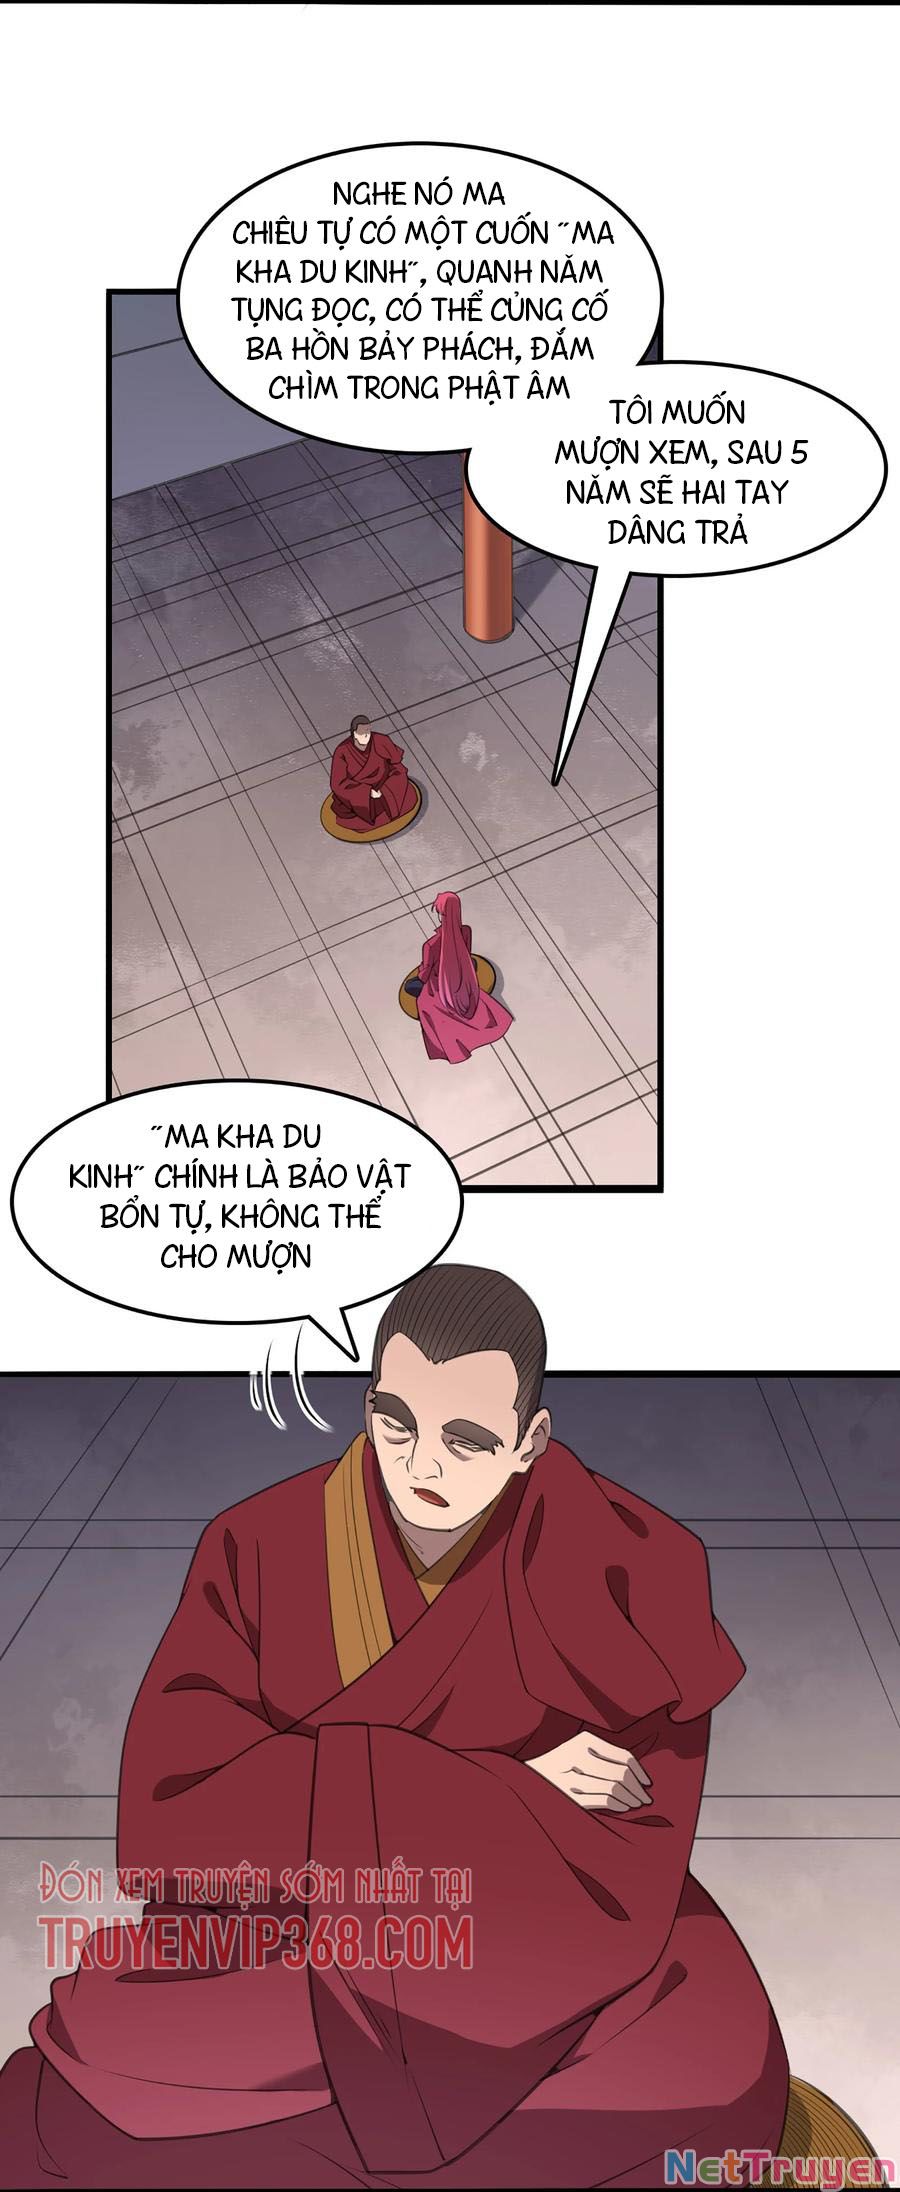 NGHE NÓ MA
CHIÊU TỰ CÓ MỘT CUỐN "MA
KHA DU KINH", QUANH NĂM
TỤNG ĐỌC, CÓ THỂ CỦNG CỐ
BA HỒN BẢY PHÁCH, ĐẮM
CHÌM TRONG PHẬT ÂM
TÔI MUỐN
MƯỢN XEM, SAU 5
NĂM SẼ HAI TAY
DÂNG TRẢ
"MA KHA DU
KINH" CHÍNH LÀ BẢO VẬT
BỔN TỰ, KHÔNG THỂ
CHO MƯỢN
ĐÓN XEM TRUYỆN SỚM NHẤT TẠI
TRUYENVIP368.COM
NetTruyen